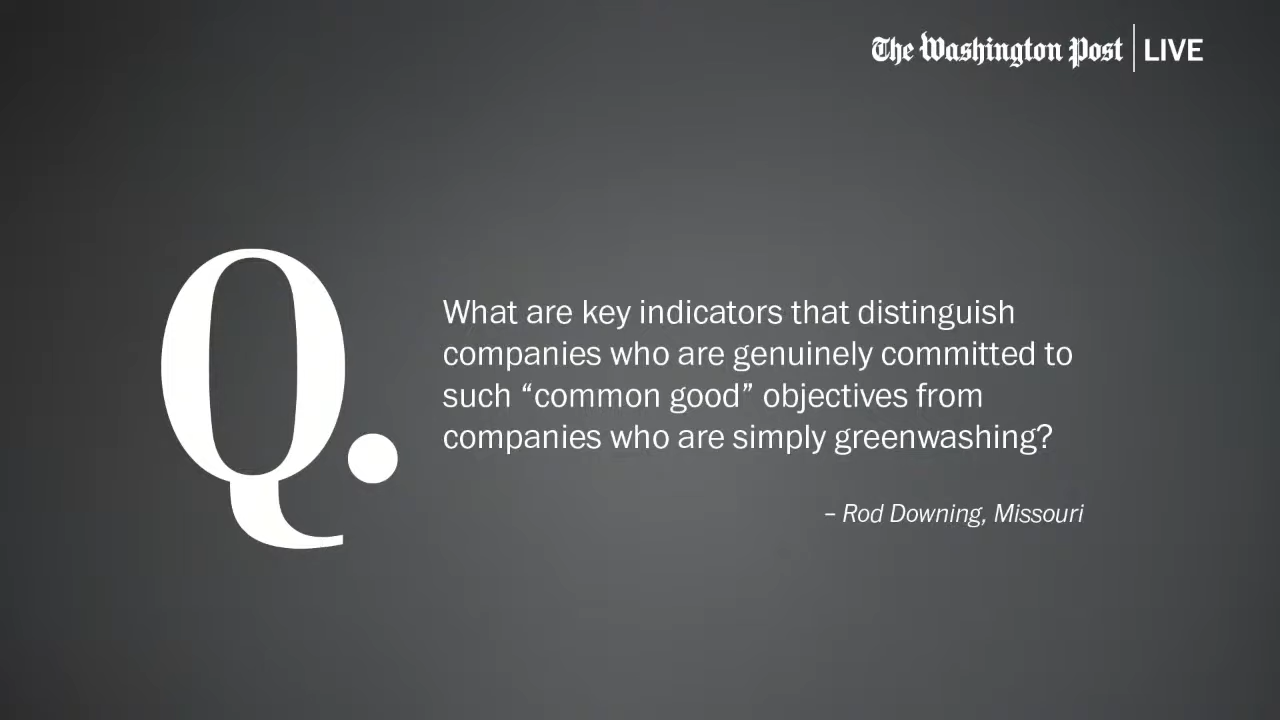 The Washington Post | LIVE
Q.
What are key indicators that distinguish
companies who are genuinely committed to
such “common good” objectives from
companies who are simply greenwashing?
– Rod Downing, Missouri